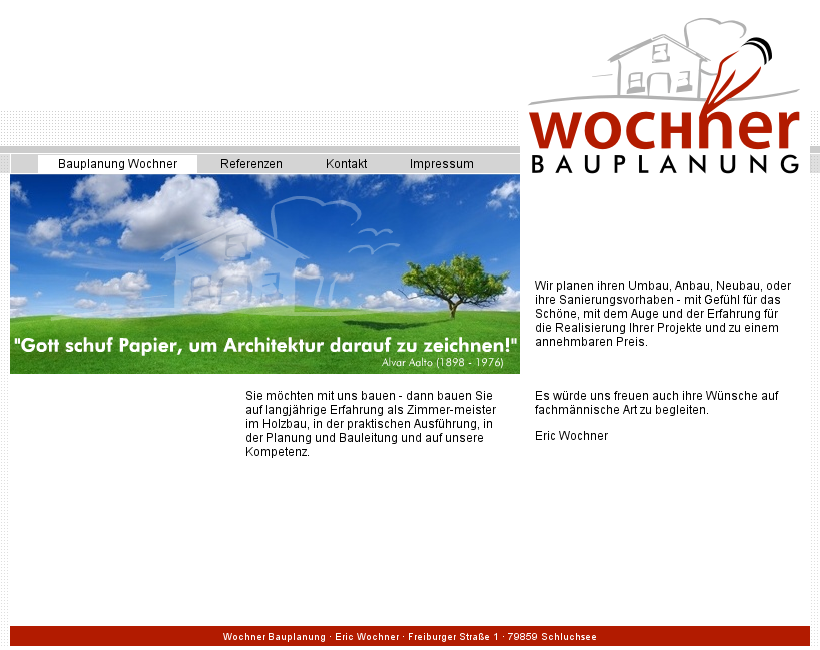 wocHner
BAUPLANUNG
Bauplanung Wochner Referenzen Kontakt Impressum
"Gott schuf Papier, um Architektur darauf zu zeichnen!"
Alvar Aalto (1898 - 1976)
Wir planen ihren Umbau, Anbau, Neubau, oder
ihre Sanierungsvorhaben - mit Gefühl für das
Schöne, mit dem Auge und der Erfahrung für
die Realisierung Ihrer Projekte und zu einem
annehmbaren Preis.
Sie möchten mit uns bauen - dann bauen Sie
auf langjährige Erfahrung als Zimmer-meister
im Holzbau, in der praktischen Ausführung, in
der Planung und Bauleitung und auf unsere
Kompetenz.
Es würde uns freuen auch ihre Wünsche auf
fachmännische Art zu begleiten.
Eric Wochner
Wochner Bauplanung · Eric Wochner · Freiburger Straße 1 · 79859 Schluchsee